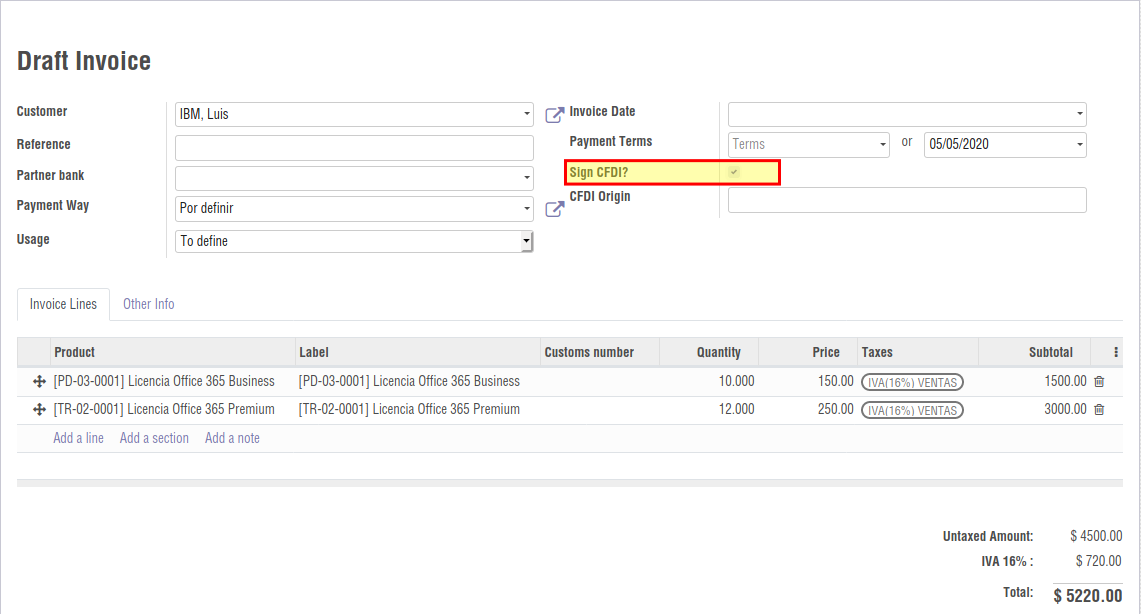 Draft Invoice
Customer IBM, Luis
Reference
Partner bank
Payment Way Por definir
Usage To define
Invoice Date
Payment Terms Terms or 05/05/2020
Sign CFDI?
CFDI Origin
Invoice Lines Other Info
Product Label Customs number Quantity Price Taxes Subtotal
[PD-03-0001] Licencia Office 365 Business [PD-03-0001] Licencia Office 365 Business 10.000 150.00 IVA(16%) VENTAS 1500.00
[TR-02-0001] Licencia Office 365 Premium [TR-02-0001] Licencia Office 365 Premium 12.000 250.00 IVA(16%) VENTAS 3000.00
Add a line Add a section Add a note
Untaxed Amount: $ 4500.00
IVA 16% : $ 720.00
Total: $ 5220.00